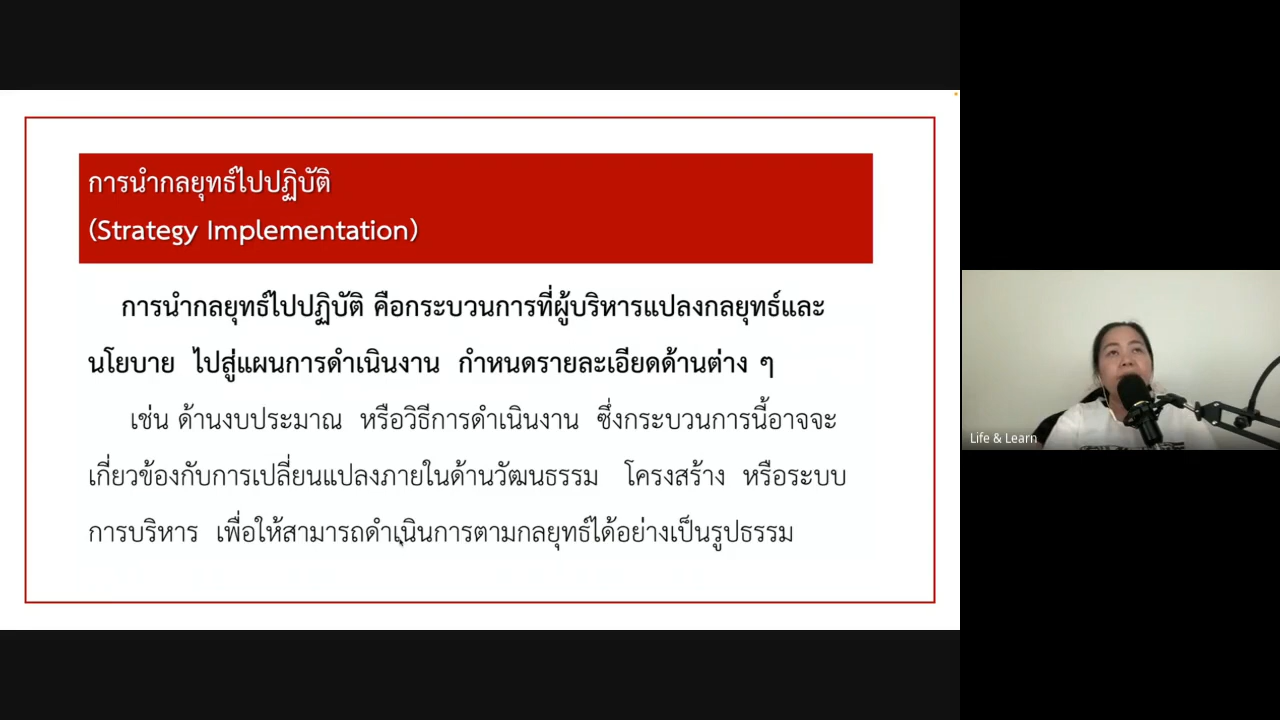 การนำกลยุทธ์ไปปฏิบัติ
(Strategy Implementation)
การนำกลยุทธ์ไปปฏิบัติ คือกระบวนการที่ผู้บริหารแปลงกลยุทธ์และ
นโยบาย ไปสู่แผนการดำเนินงาน กำหนดรายละเอียดด้านต่าง ๆ
เช่น ด้านงบประมาณ หรือวิธีการดำเนินงาน ซึ่งกระบวนการนี้อาจจะ
เกี่ยวข้องกับการเปลี่ยนแปลงภายในด้านวัฒนธรรม โครงสร้าง หรือระบบ
การบริหาร เพื่อให้สามารถดำเนินการตามกลยุทธ์ได้อย่างเป็นรูปธรรม
Life & Learn